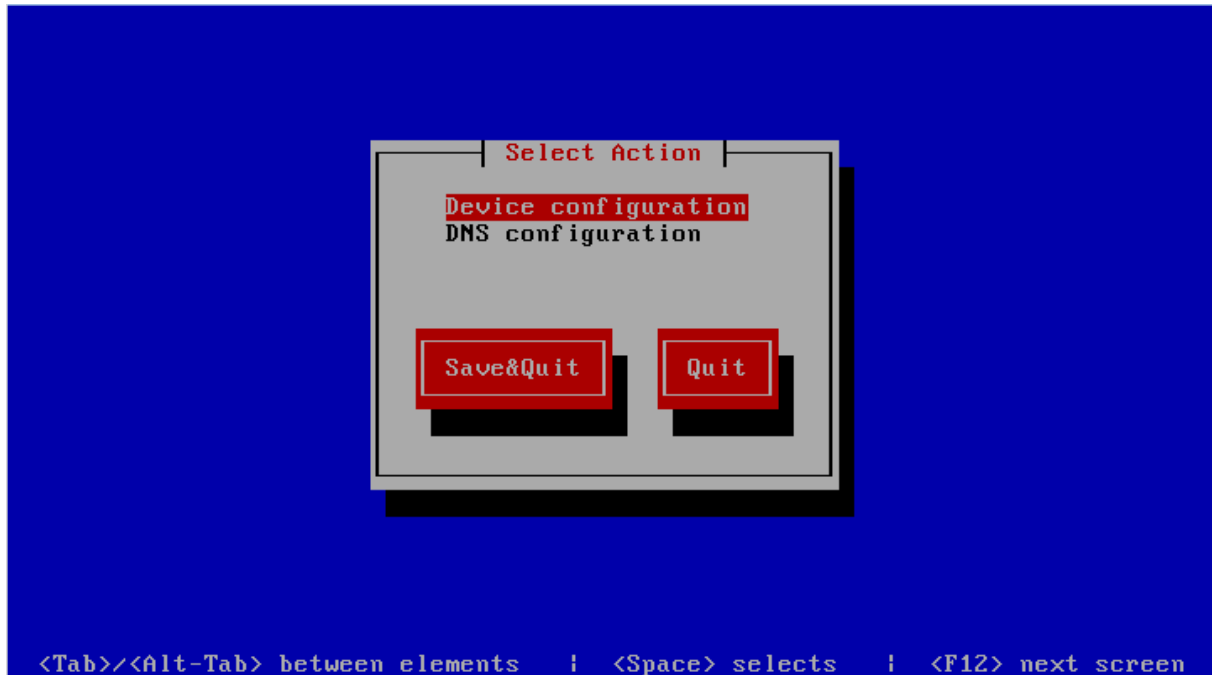 Select Action
Device configuration
DNS configuration
Save&Quit Quit
<Tab>/<Alt-Tab> between elements | <Space> selects | <F12> next screen